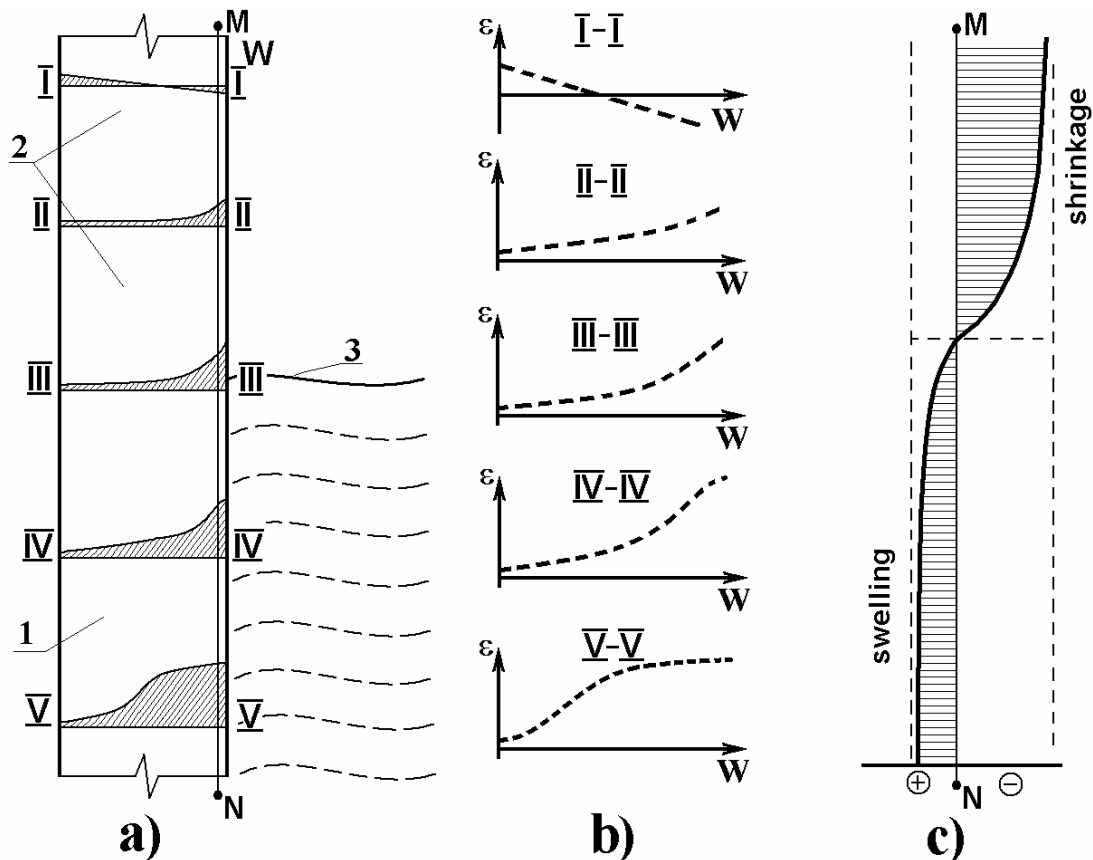 M
W
I I
2
II II
III III
3
IV IV
1
V V
N
a)
ε
I-I
W
ε
II-II
W
ε
III-III
W
ε
IV-IV
W
ε
V-V
W
b)
M
shrinkage
swelling
+ N −
c)